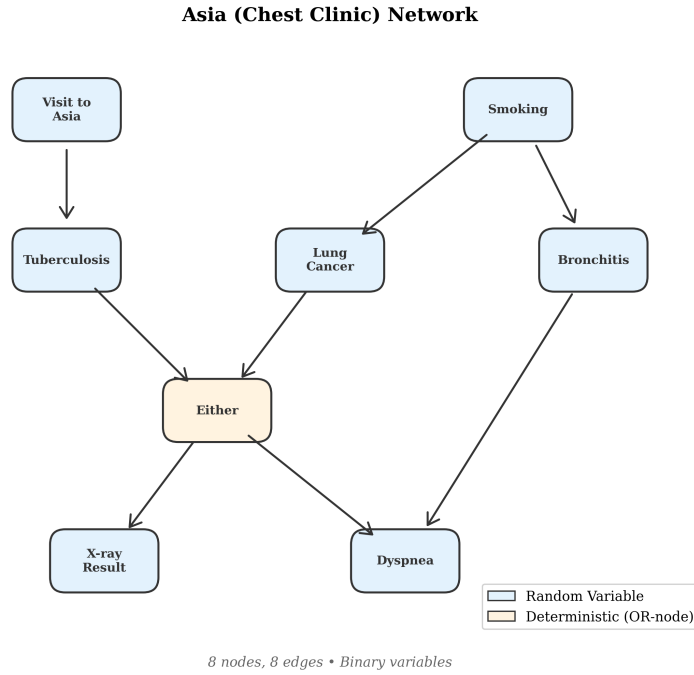 Asia (Chest Clinic) Network
Visit to
Asia
Smoking
Tuberculosis
Lung
Cancer
Bronchitis
Either
X-ray
Result
Dyspnea
Random Variable
Deterministic (OR-node)
8 nodes, 8 edges • Binary variables